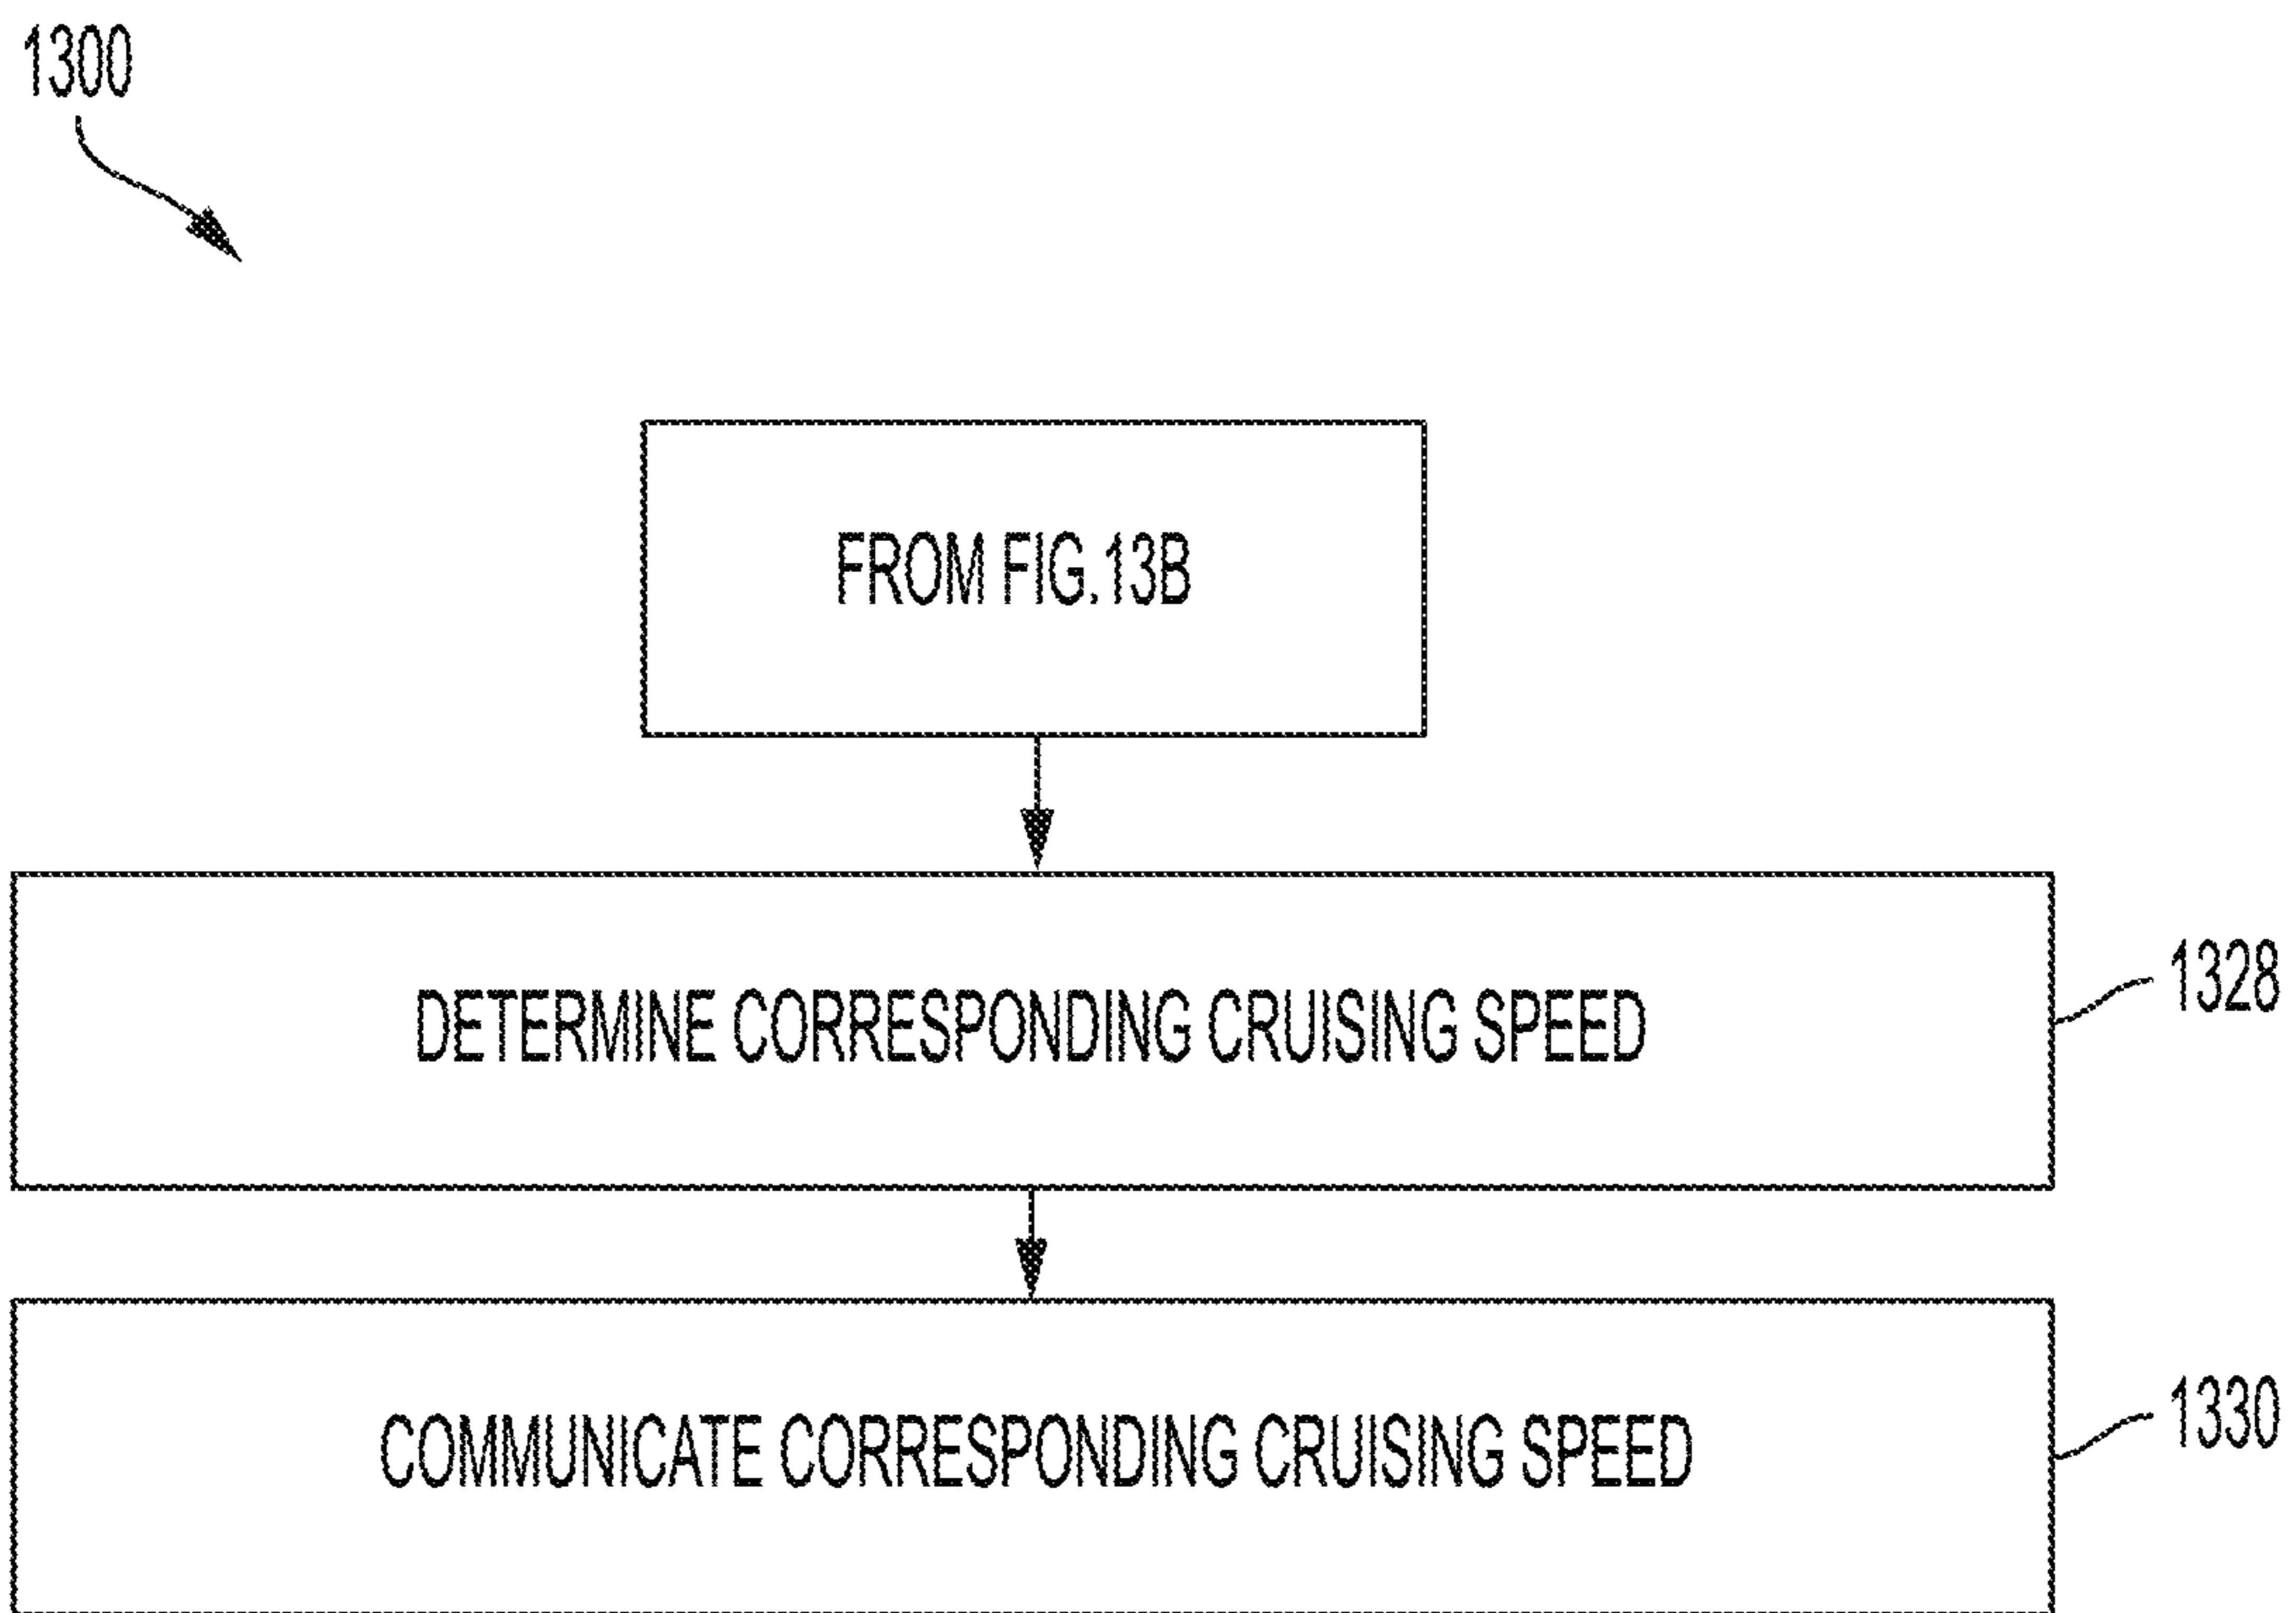 1300
FROM FIG.13B
DETERMINE CORRESPONDING CRUISING SPEED
1328
COMMUNICATE CORRESPONDING CRUISING SPEED
1330